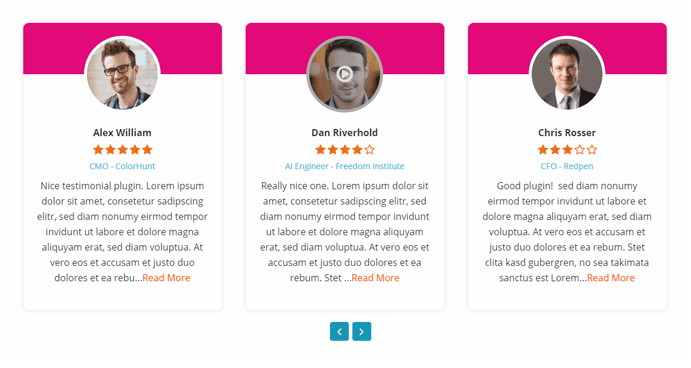 Alex William
CMO - ColorHunt
Nice testimonial plugin. Lorem ipsum
dolor sit amet, consetetur sadipscing
elitr, sed diam nonumy eirmod tempor
invidunt ut labore et dolore magna
aliquyam erat, sed diam voluptua. At
vero eos et accusam et justo duo
dolores et ea rebu...Read More
Dan Riverhold
AI Engineer - Freedom Institute
Really nice one. Lorem ipsum dolor sit
amet, consetetur sadipscing elitr, sed
diam nonumy eirmod tempor invidunt
ut labore et dolore magna aliquyam
erat, sed diam voluptua. At vero eos et
accusam et justo duo dolores et ea
rebum. Stet ...Read More
Chris Rosser
CFO - Redpen
Good plugin!  sed diam nonumy
eirmod tempor invidunt ut labore et
dolore magna aliquyam erat, sed diam
voluptua. At vero eos et accusam et
justo duo dolores et ea rebum. Stet
clita kasd gubergren, no sea takimata
sanctus est Lorem...Read More